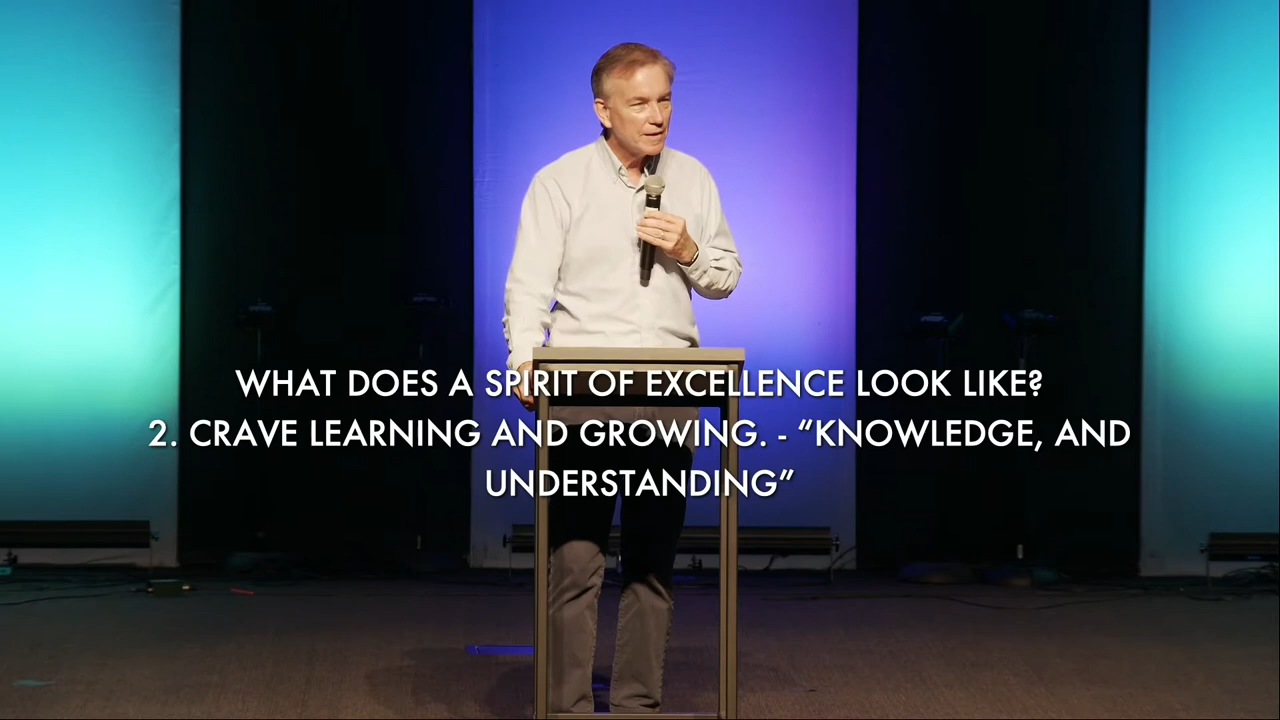 WHAT DOES A SPIRIT OF EXCELLENCE LOOK LIKE?
2. CRAVE LEARNING AND GROWING. - “KNOWLEDGE, AND
UNDERSTANDING”